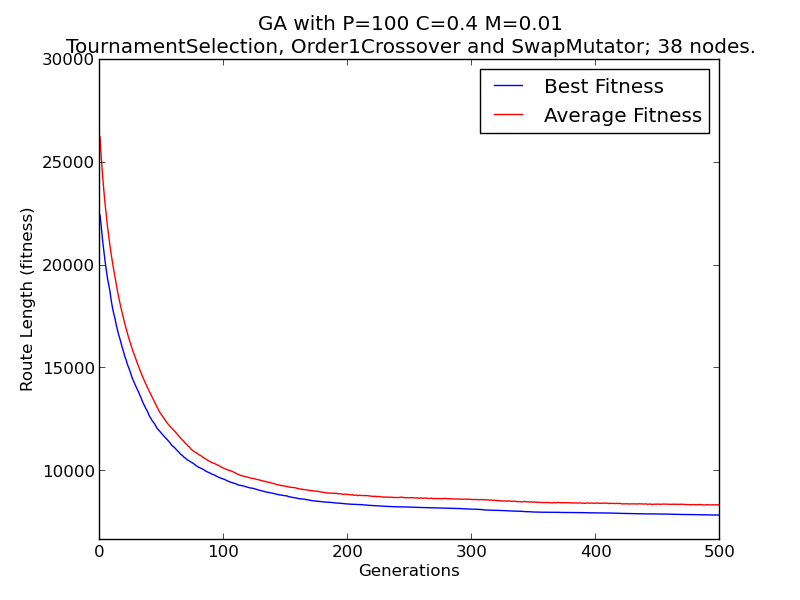 GA with P=100 C=0.4 M=0.01
TournamentSelection, Order1Crossover and SwapMutator; 38 nodes.
30000
25000
20000
15000
10000
Route Length (fitness)
Best Fitness
Average Fitness
0 100 200 300 400 500
Generations